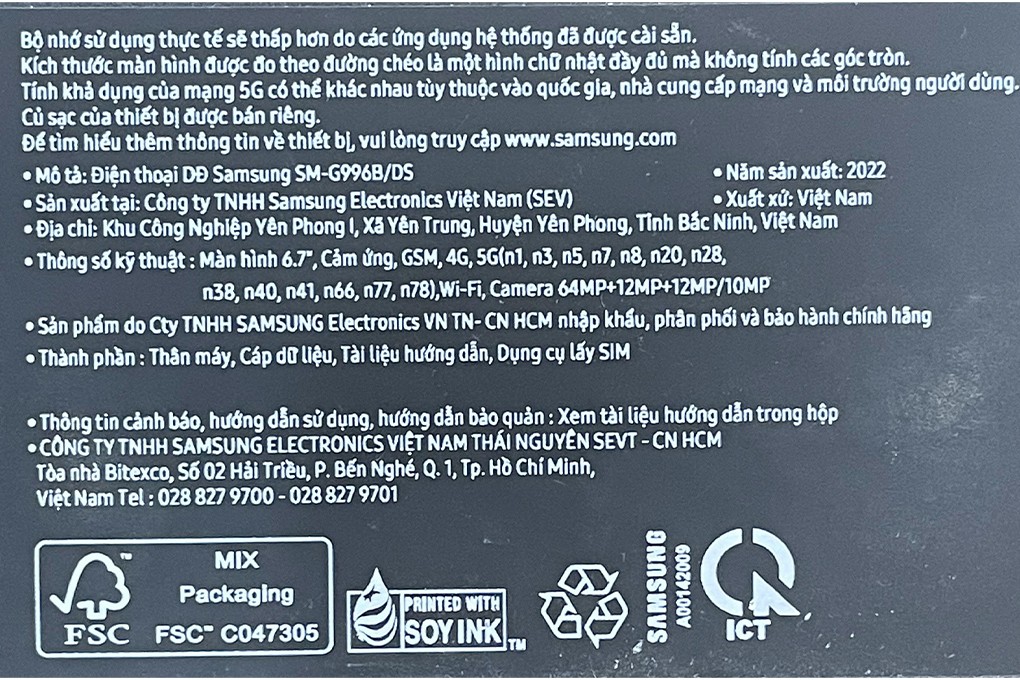 Bộ nhớ sử dụng thực tế sẽ thấp hơn do các ứng dụng hệ thống đã được cài sẵn.
Kích thước màn hình được đo theo đường chéo là một hình chữ nhật đầy đủ mà không tính các góc tròn.
Tính khả dụng của mạng 5G có thể khác nhau tùy thuộc vào quốc gia, nhà cung cấp mạng và môi trường người dùng.
Củ sạc của thiết bị được bán riêng.
Để tìm hiểu thêm thông tin về thiết bị, vui lòng truy cập www.samsung.com
• Mô tả: Điện thoại DĐ Samsung SM-G996B/DS • Năm sản xuất: 2022
• Sản xuất tại: Công ty TNHH Samsung Electronics Việt Nam (SEV) • Xuất xứ: Việt Nam
• Địa chỉ: Khu Công Nghiệp Yên Phong I, Xã Yên Trung, Huyện Yên Phong, Tỉnh Bắc Ninh, Việt Nam
• Thông số kỹ thuật : Màn hình 6.7", Cảm ứng, GSM, 4G, 5G(n1, n3, n5, n7, n8, n20, n28,
n38, n40, n41, n66, n77, n78),Wi-Fi, Camera 64MP+12MP+12MP/10MP
• Sản phẩm do Cty TNHH SAMSUNG Electronics VN TN- CN HCM nhập khẩu, phân phối và bảo hành chính hãng
• Thành phần : Thân máy, Cáp dữ liệu, Tài liệu hướng dẫn, Dụng cụ lấy SIM
• Thông tin cảnh báo, hướng dẫn sử dụng, hướng dẫn bảo quản : Xem tài liệu hướng dẫn trong hộp
• CÔNG TY TNHH SAMSUNG ELECTRONICS VIỆT NAM THÁI NGUYÊN SEVT - CN HCM
Tòa nhà Bitexco, Số 02 Hải Triều, P. Bến Nghé, Q. 1, Tp. Hồ Chí Minh,
Việt Nam Tel : 028 827 9700 - 028 827 9701
FSC
™
MIX
Packaging
FSC™ C047305
PRINTED WITH
SOY INK ™
SAMSUNG
A00142009
ICT